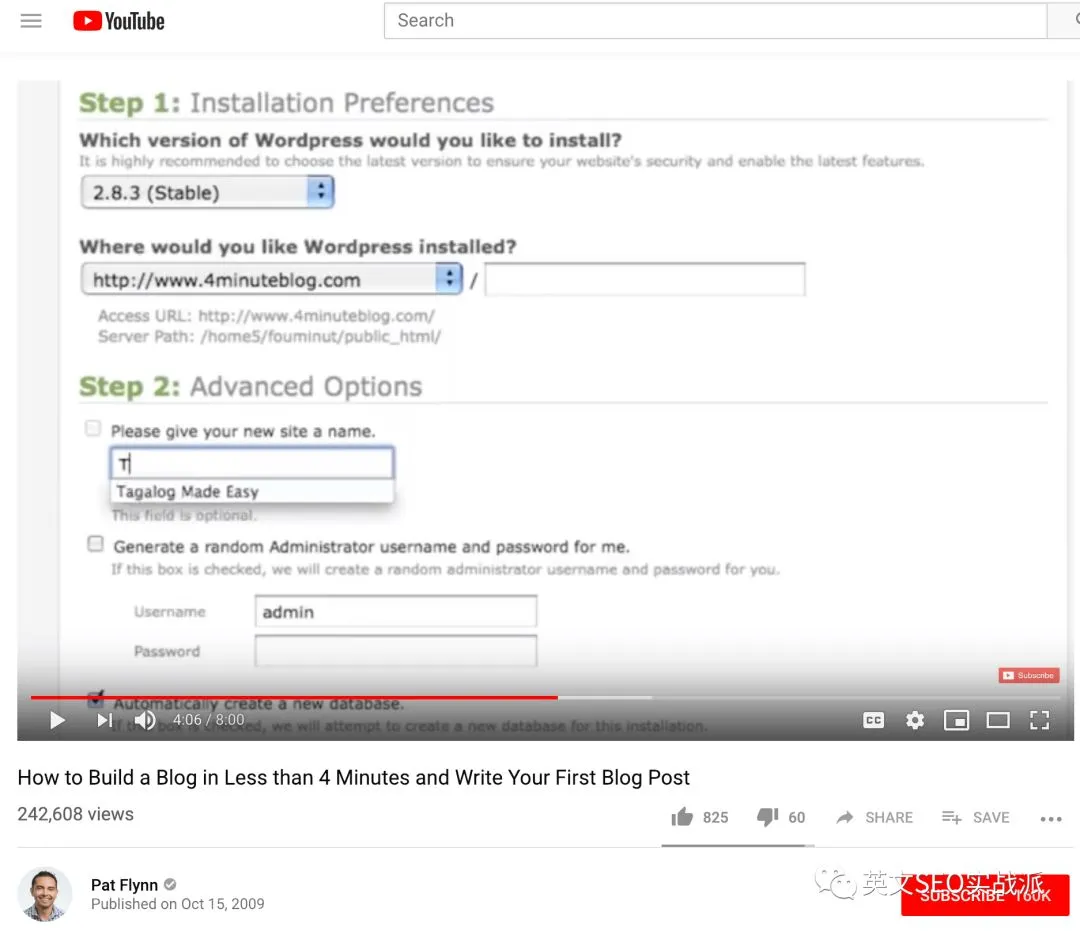 YouTube
Search
Step 1: Installation Preferences
Which version of Wordpress would you like to install?
It is highly recommended to choose the latest version to ensure your website's security and enable the latest features.
2.8.3 (Stable)
Where would you like Wordpress installed?
http://www.4minuteblog.com /
Access URL: http://www.4minuteblog.com/
Server Path: /home5/fouminut/public_html/
Step 2: Advanced Options
Please give your new site a name.
T
Tagalog Made Easy
This field is optional.
Generate a random Administrator username and password for me.
If this box is checked, we will create a random administrator username and password for you.
Username admin
Password
Subscribe
Automatically create a new database.
If this box is checked, we will attempt to create a new database for this installation.
4:06 / 8:00 CC
How to Build a Blog in Less than 4 Minutes and Write Your First Blog Post
242,608 views
825 60 SHARE SAVE
Pat Flynn
Published on Oct 15, 2009
英文SEO实战派
SUBSCRIBE 160K